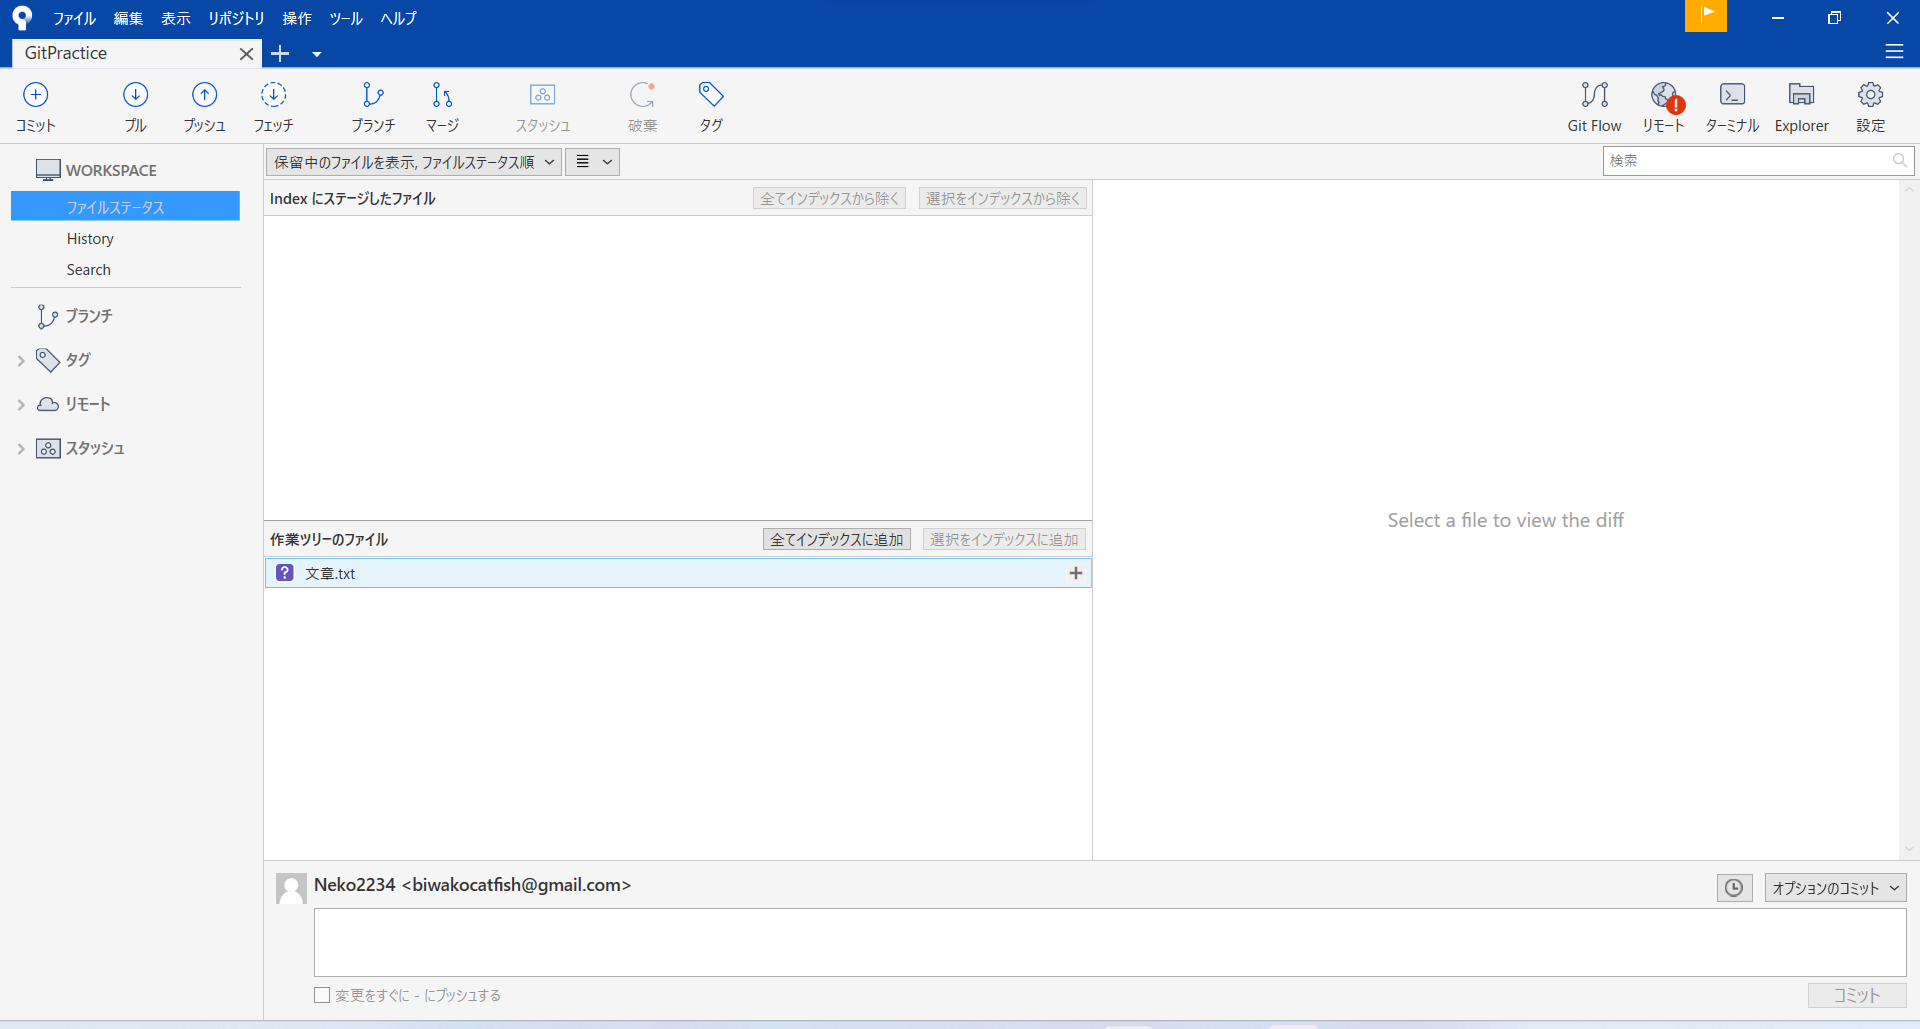 ファイル 編集 表示 リポジトリ 操作 ツール ヘルプ
GitPractice
コミット プル プッシュ フェッチ ブランチ マージ スタッシュ 破棄 タグ Git Flow リモート ターミナル Explorer 設定
WORKSPACE
ファイルステータス
History
Search
ブランチ
タグ
リモート
スタッシュ
保留中のファイルを表示, ファイルステータス順
検索
Index にステージしたファイル 全てインデックスから除く 選択をインデックスから除く
作業ツリーのファイル 全てインデックスに追加 選択をインデックスに追加
? 文章.txt
Select a file to view the diff
Neko2234 <biwakocatfish@gmail.com>
オプションのコミット
変更をすぐに - にプッシュする
コミット